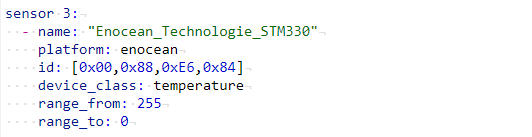 sensor 3:
  - name: "Enocean_Technologie_STM330"
    platform: enocean
    id: [0x00,0x88,0xE6,0x84]
    device_class: temperature
    range_from: 255
    range_to: 0